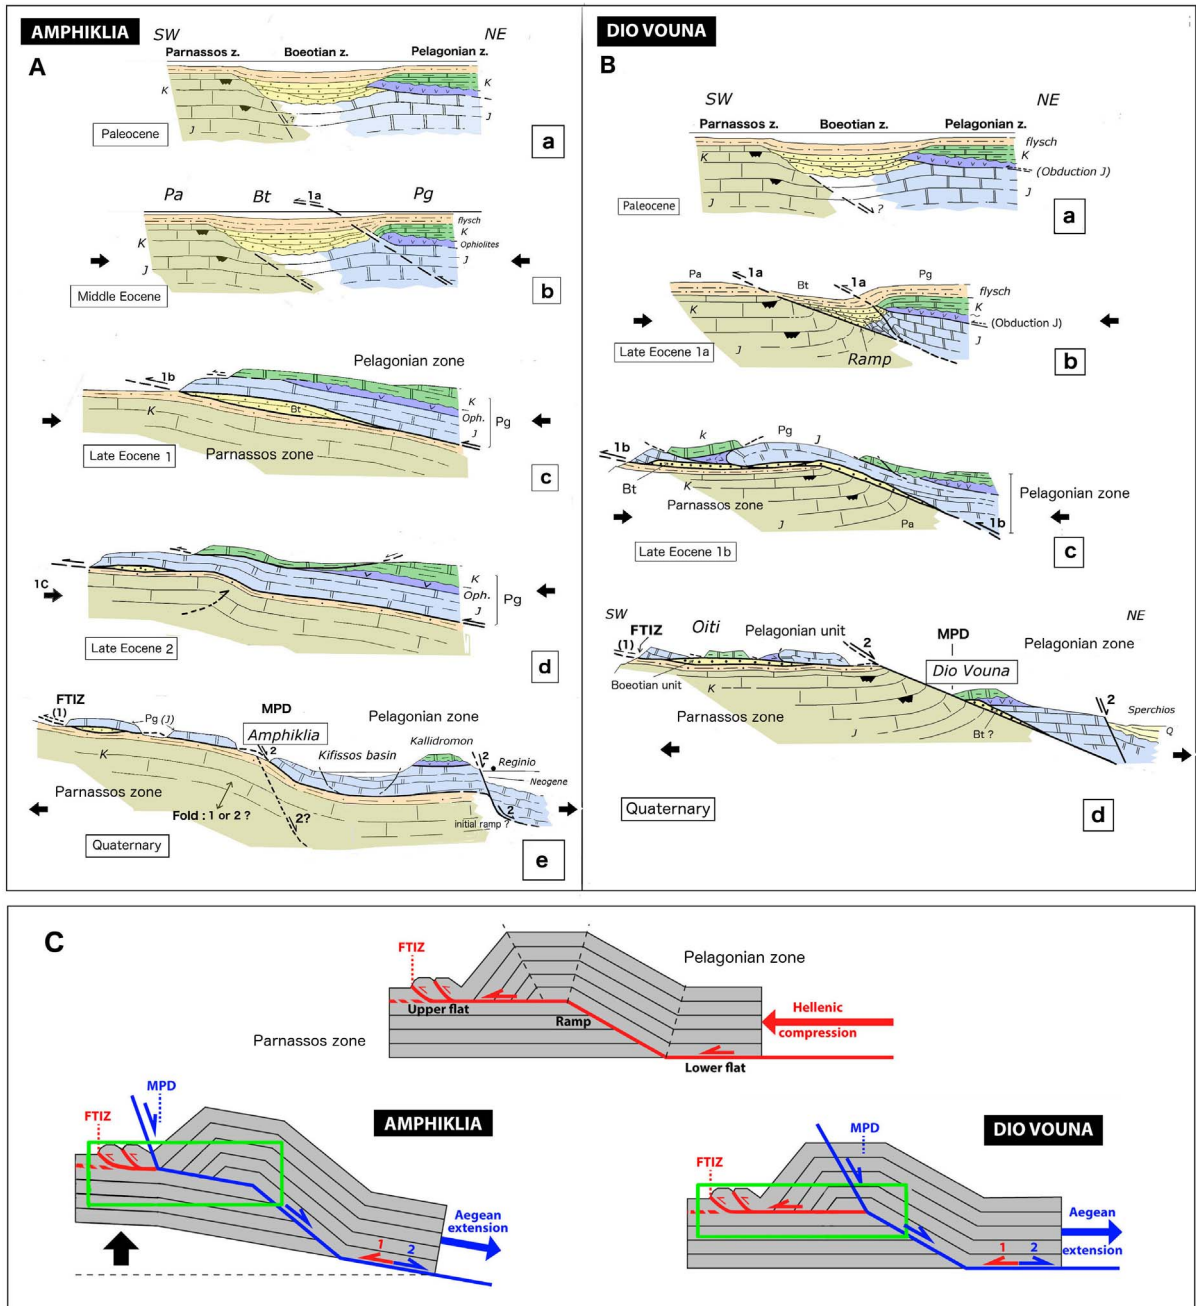 AMPHIKLIA
A
SW
NE
Parnassos z.
Boeotian z.
Pelagonian z.
K
J
?
K
J
Paleocene
a
Pa
Bt
1a
Pg
flysch
K
Ophiolites
J
K
J
Middle Eocene
b
Pelagonian zone
1b
K
Bt
K
Oph.
J
Pg
Late Eocene 1
Parnassos zone
c
1C
K
Oph.
J
Pg
Late Eocene 2
d
FTIZ
(1)
Pg (J)
MPD
Amphiklia
2
Pelagonian zone
Kifissos basin
Kallidromon
2
Reginio
Neogene
K
Parnassos zone
Fold : 1 or 2 ?
2?
2
initial ramp ?
Quaternary
e
DIO VOUNA
B
SW
NE
Parnassos z.
Boeotian z.
Pelagonian z.
flysch
K
K
(Obduction J)
J
J
?
Paleocene
a
Pa
1a
Bt
1a
Pg
flysch
K
K
(Obduction J)
J
J
Ramp
Late Eocene 1a
b
1b
k
Pg
J
Bt
K
Parnassos zone
J
Pa
1b
Pelagonian zone
Late Eocene 1b
c
SW
NE
FTIZ
(1)
Oiti
Pelagonian unit
2
MPD
Pelagonian zone
Dio Vouna
2
Sperchios
Q
Boeotian unit
K
Parnassos zone
J
Bt ?
Quaternary
d
C
FTIZ
Pelagonian zone
Upper flat
Ramp
Hellenic
compression
Parnassos zone
Lower flat
MPD
FTIZ
AMPHIKLIA
Aegean
extension
1
2
DIO VOUNA
MPD
FTIZ
Aegean
extension
1
2